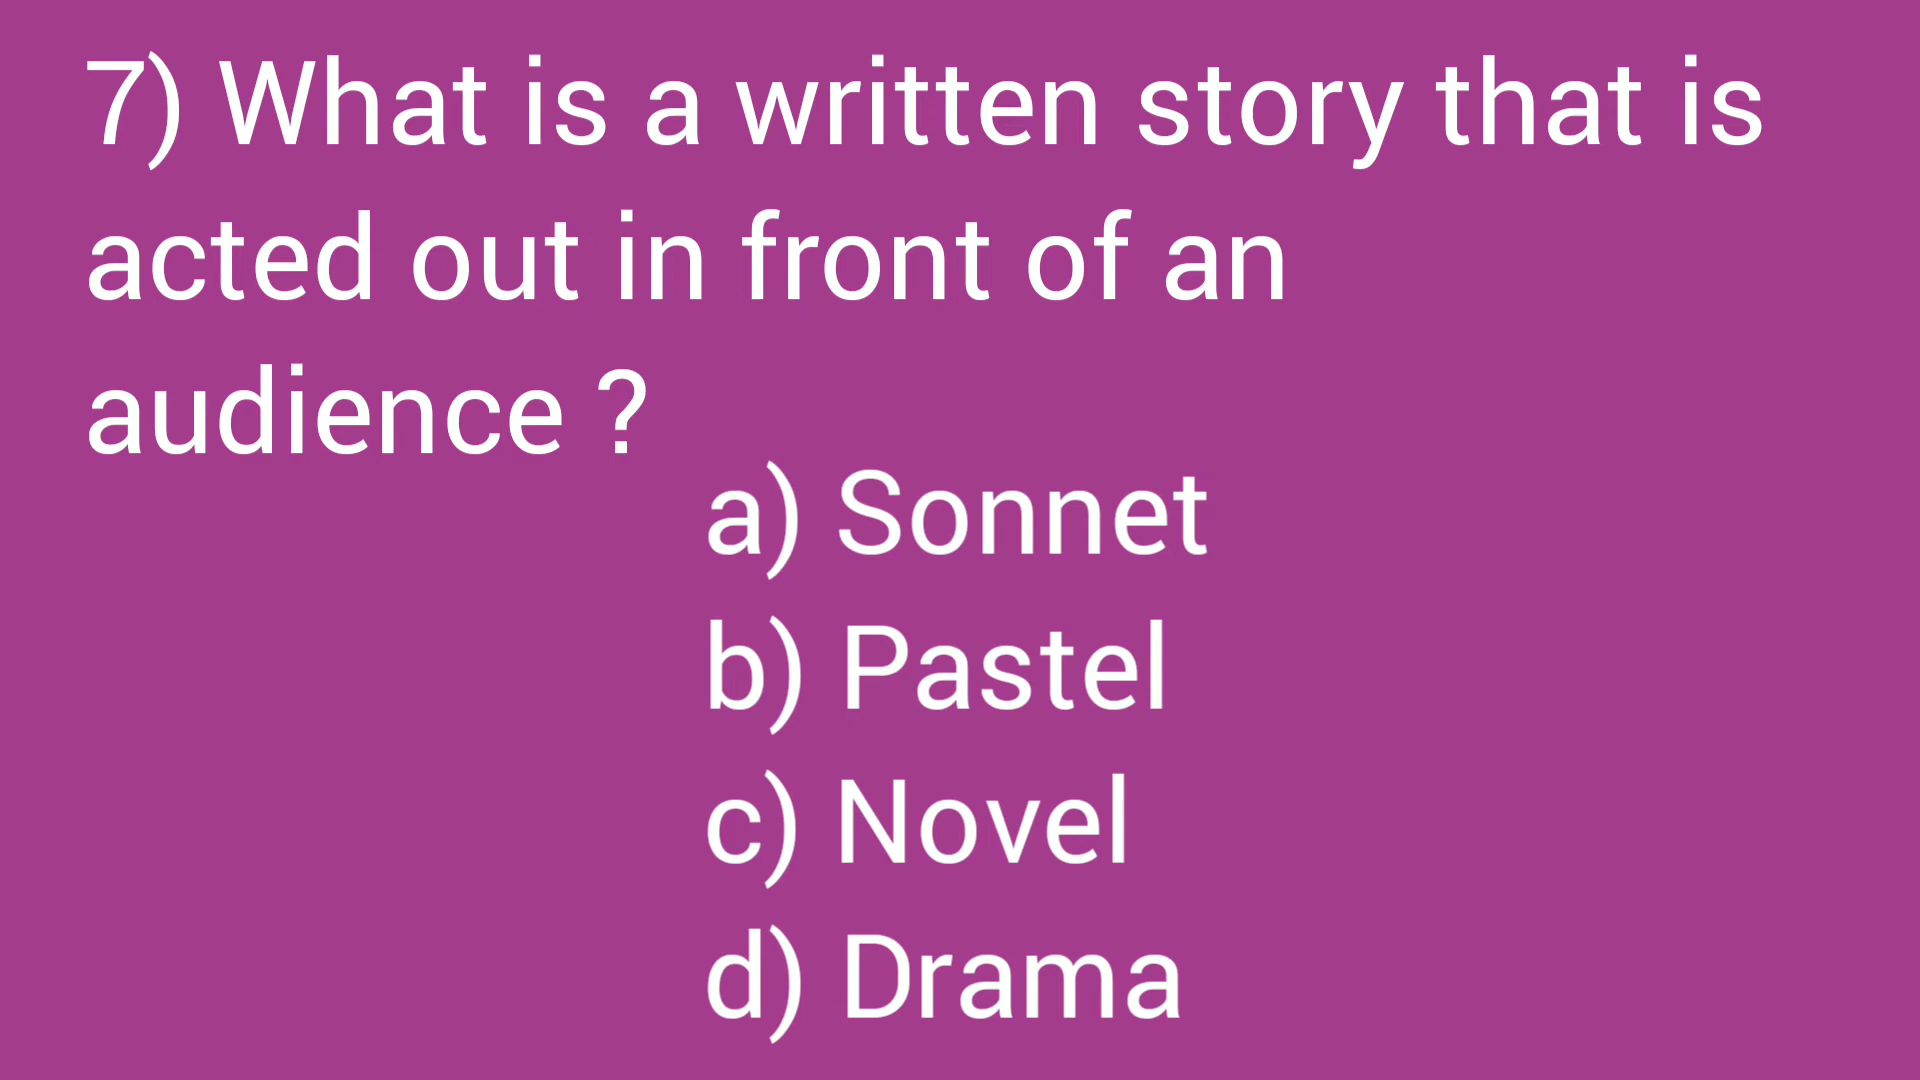 7) What is a written story that is
acted out in front of an
audience ?
a) Sonnet
b) Pastel
c) Novel
d) Drama